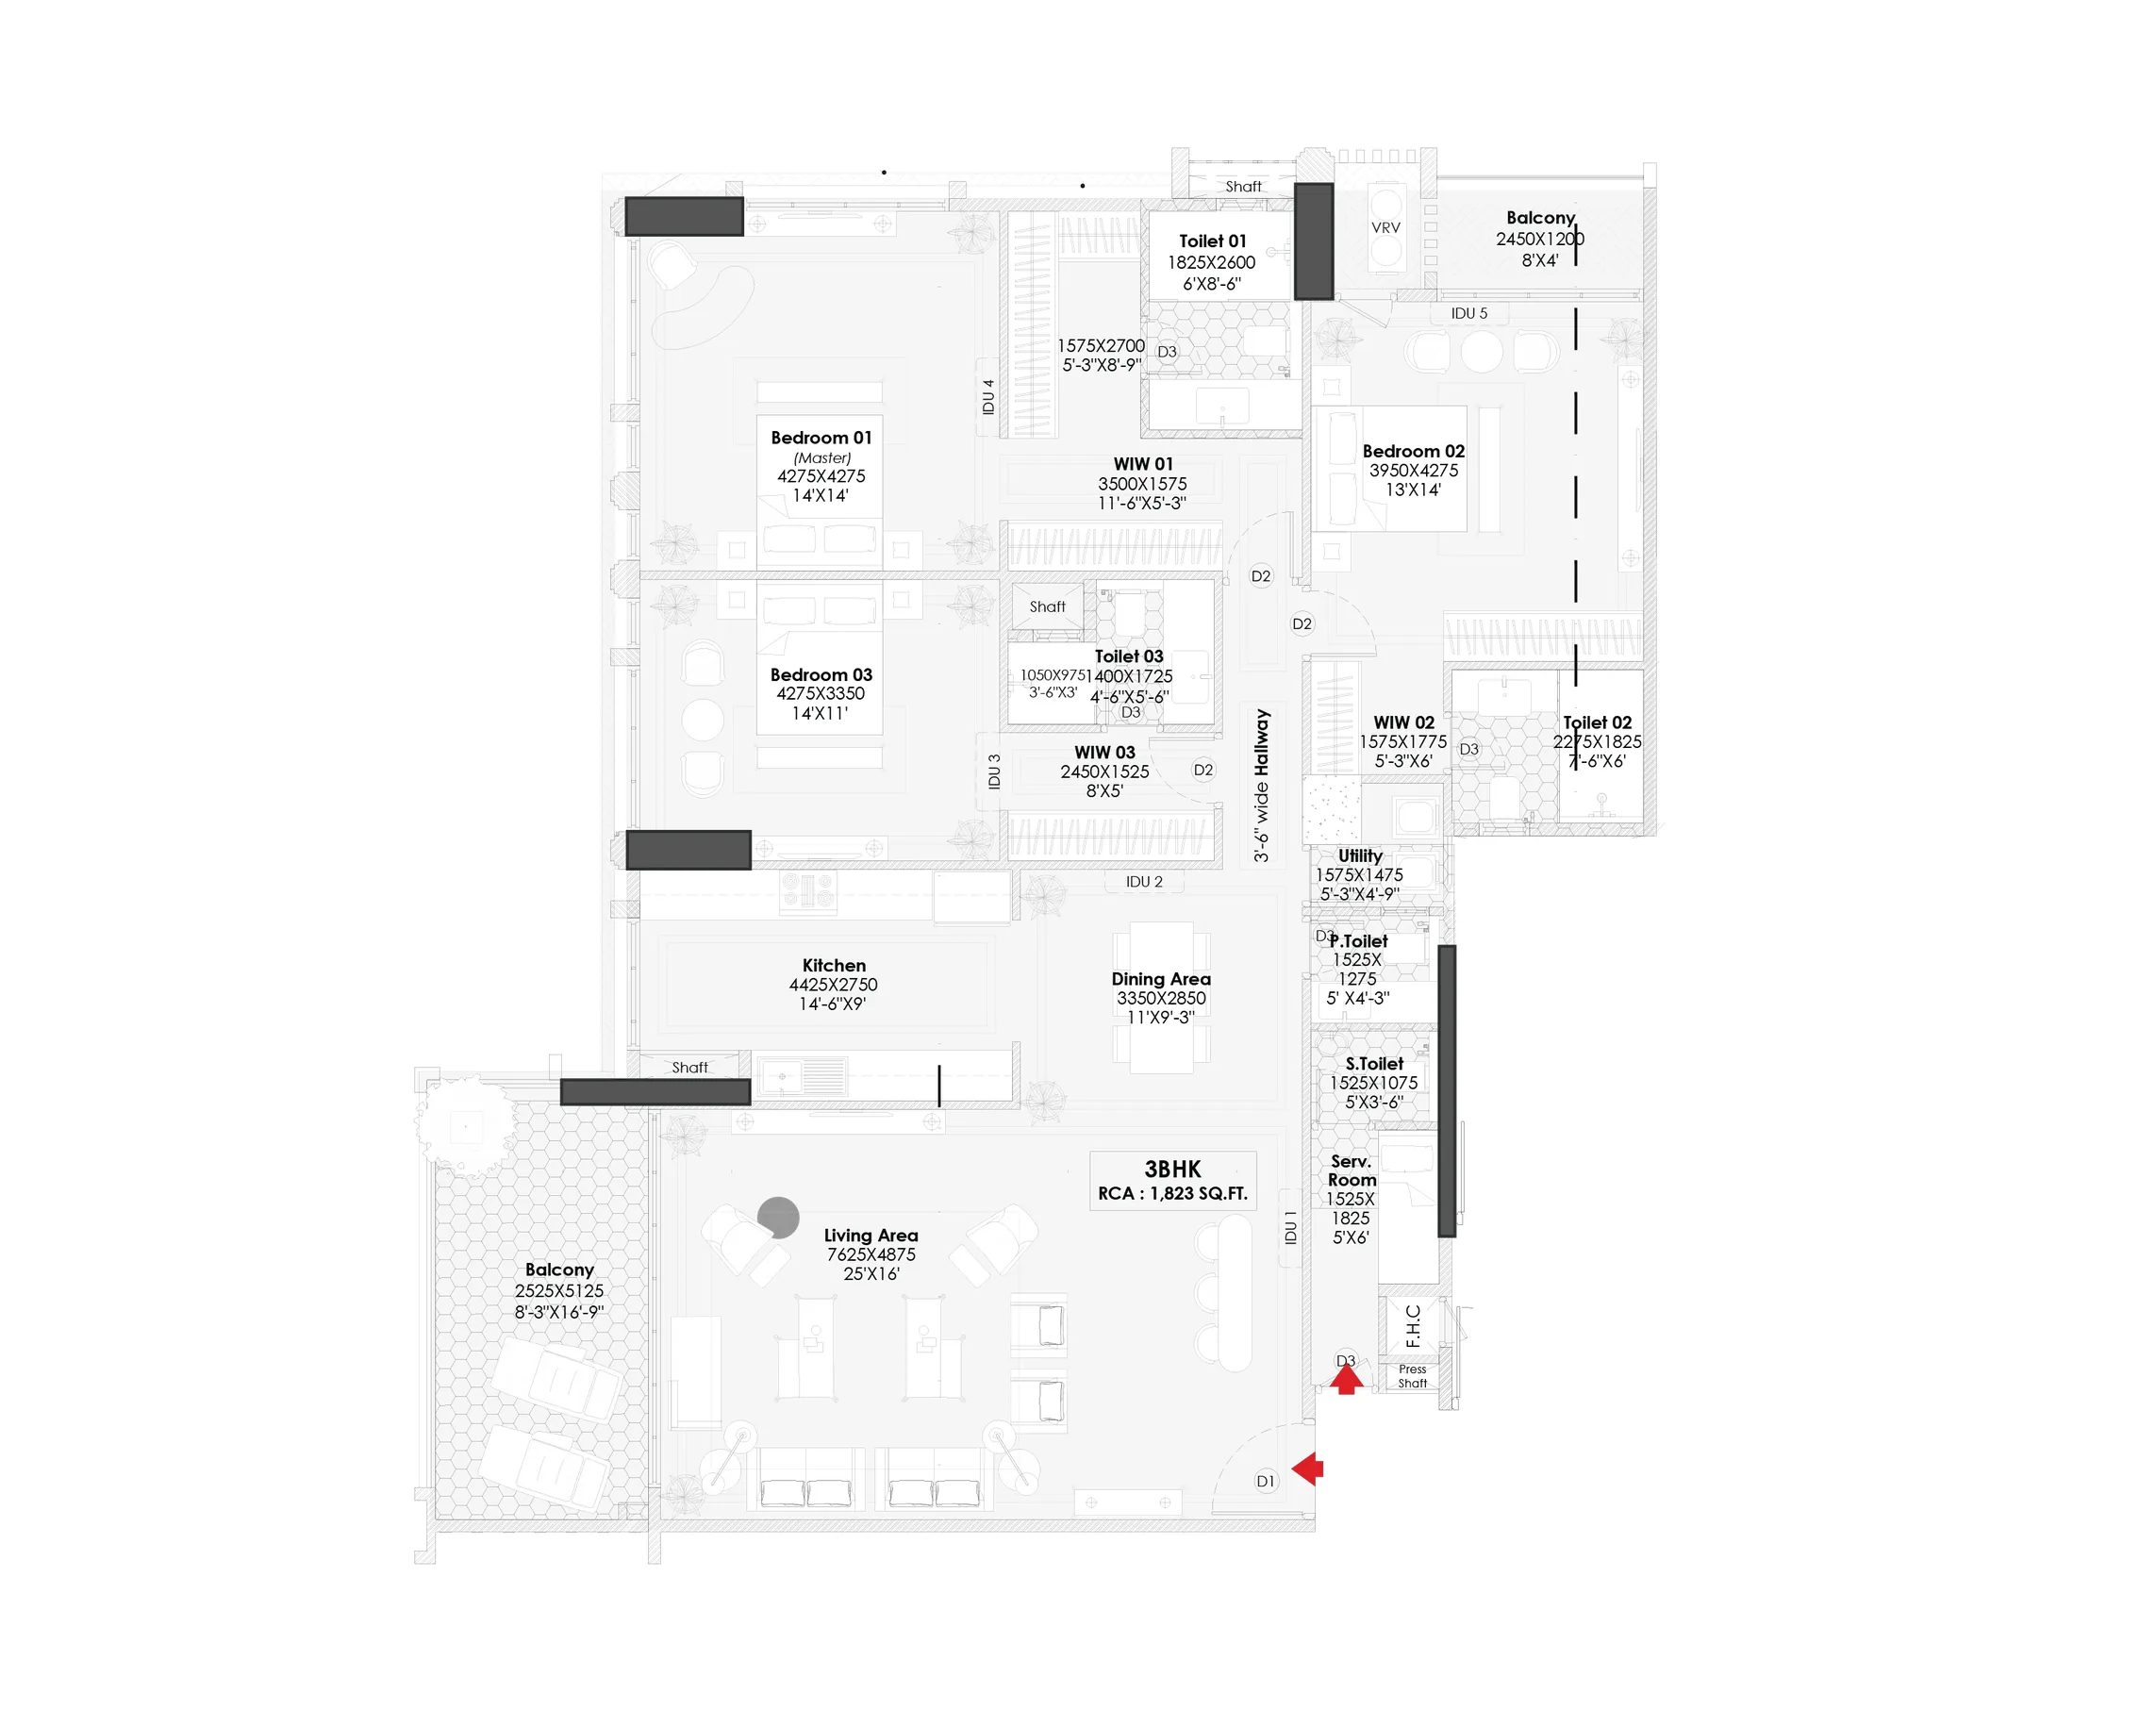 Shaft
VRV
Balcony
2450X1200
8'X4'
Toilet 01
1825X2600
6'X8'-6"
IDU 5
1575X2700
5'-3"X8'-9"
D3
IDU 4
Bedroom 01
(Master)
4275X4275
14'X14'
WIW 01
3500X1575
11'-6"X5'-3"
Bedroom 02
3950X4275
13'X14'
D2
D2
Shaft
Toilet 03
1400X1725
4'-6"X5'-6"
1050X975
3'-6"X3'
D3
Bedroom 03
4275X3350
14'X11'
IDU 3
WIW 03
2450X1525
8'X5'
D2
3'-6" wide Hallway
WIW 02
1575X1775
5'-3"X6'
D3
Toilet 02
2275X1825
7'-6"X6'
Utility
1575X1475
5'-3"X4'-9"
IDU 2
D3
P.Toilet
1525X
1275
5' X4'-3"
Kitchen
4425X2750
14'-6"X9'
Dining Area
3350X2850
11'X9'-3"
Shaft
S.Toilet
1525X1075
5'X3'-6"
3BHK
RCA : 1,823 SQ.FT.
Serv.
Room
1525X
1825
5'X6'
IDU 1
Living Area
7625X4875
25'X16'
Balcony
2525X5125
8'-3"X16'-9"
F.H.C
D3
Press
Shaft
D1